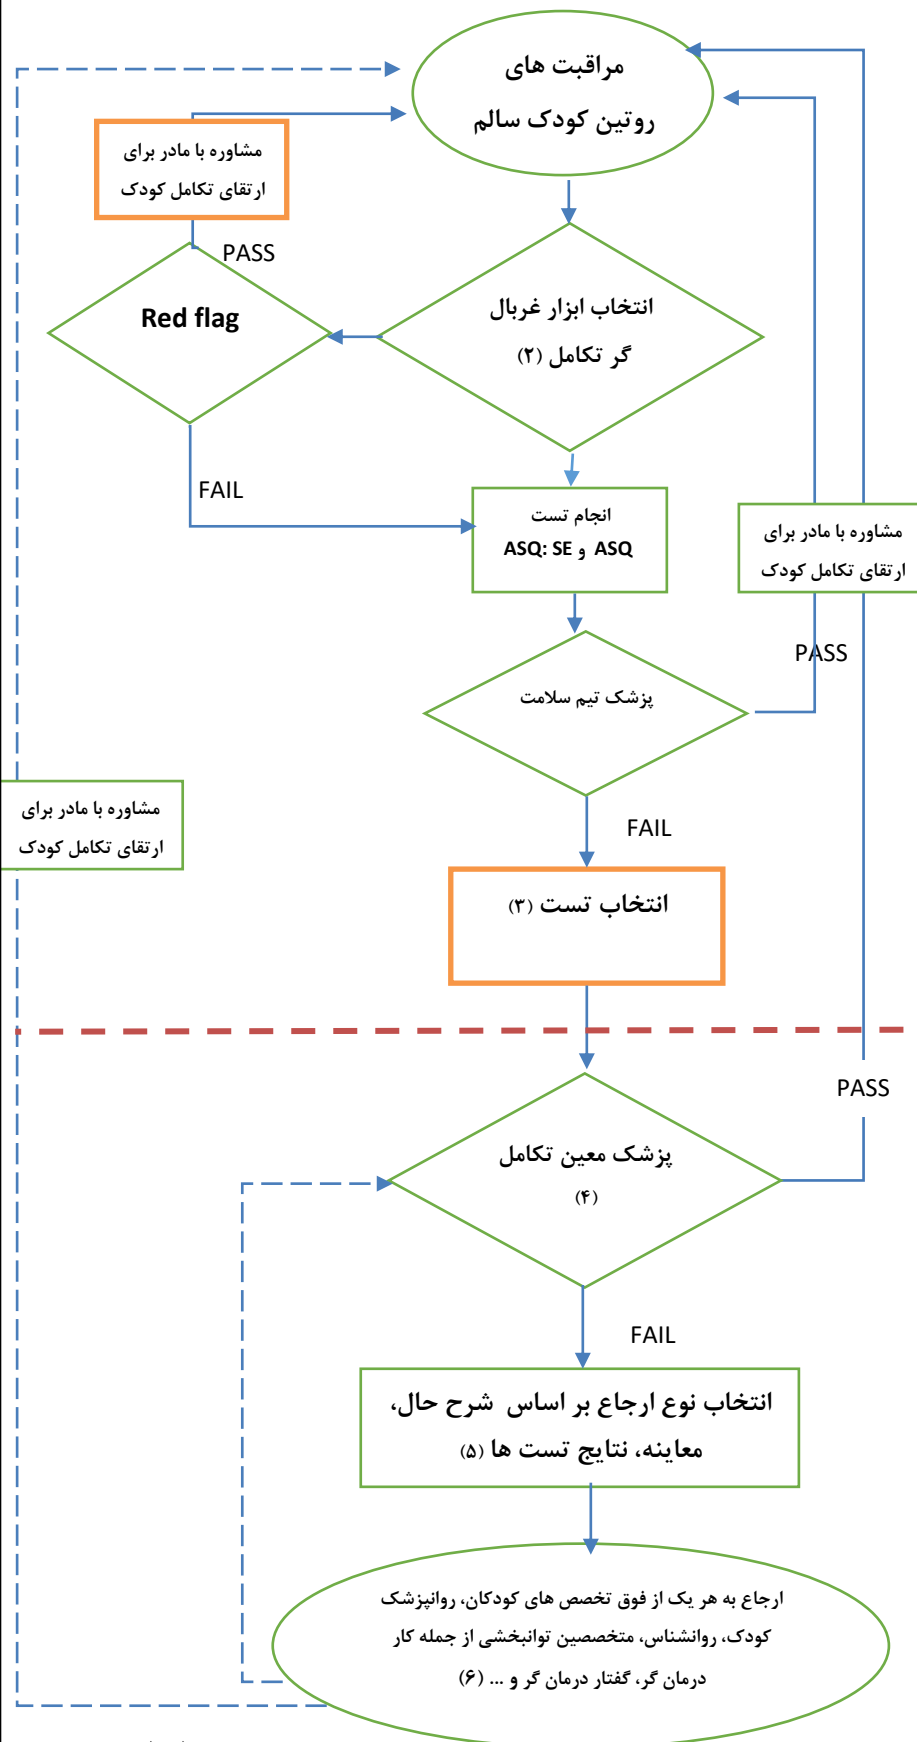 مراقبت های
روتین کودک سالم
مشاوره با مادر برای
ارتقای تکامل کودک
PASS
Red flag
انتخاب ابزار غربال
گر تکامل (۲)
FAIL
انجام تست
ASQ و ASQ: SE
مشاوره با مادر برای
ارتقای تکامل کودک
PASS
پزشک تیم سلامت
FAIL
مشاوره با مادر برای
ارتقای تکامل کودک
انتخاب تست (۳)
PASS
پزشک معین تکامل
(۴)
FAIL
انتخاب نوع ارجاع بر اساس شرح حال،
معاینه، نتایج تست ها (۵)
ارجاع به هر یک از فوق تخصص های کودکان، روانپزشک
کودک، روانشناس، متخصصین توانبخشی از جمله کار
درمان گر، گفتار درمان گر و ... (۶)